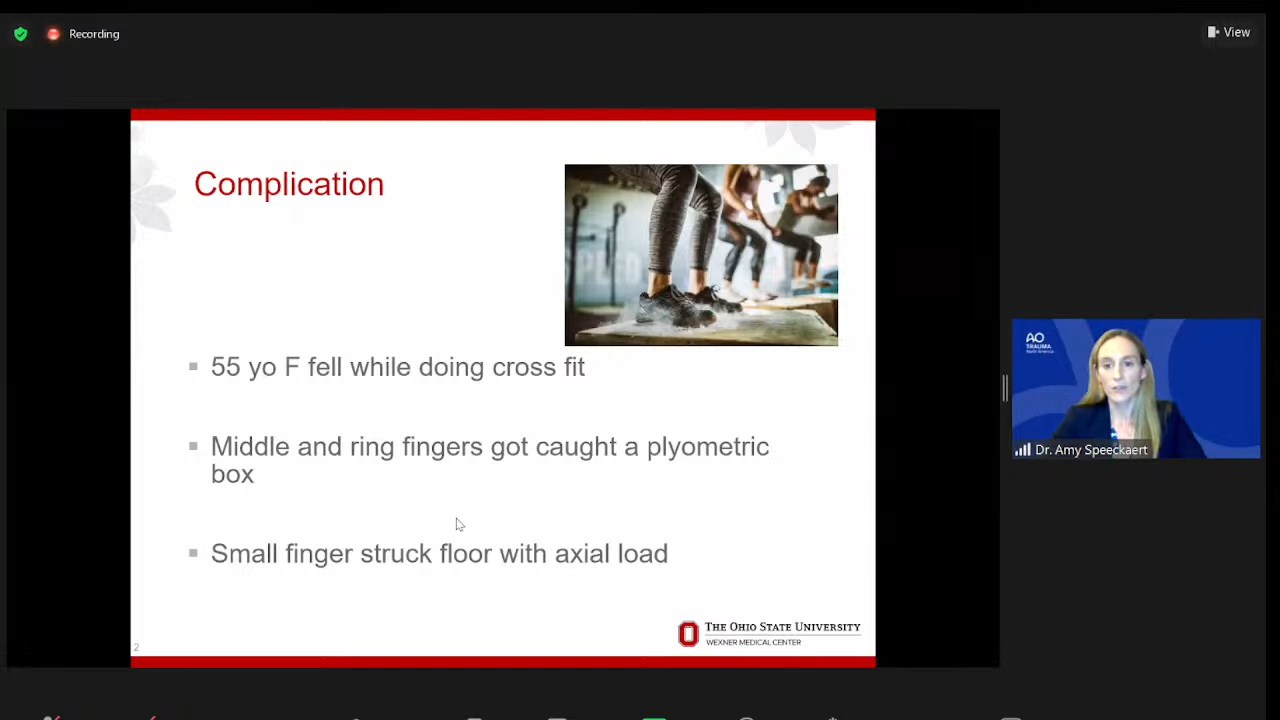 Recording
View
Complication
55 yo F fell while doing cross fit
Middle and ring fingers got caught a plyometric
box
Small finger struck floor with axial load
THE OHIO STATE UNIVERSITY
WEXNER MEDICAL CENTER
2
AO
TRAUMA
North America
Dr. Amy Speeckaert